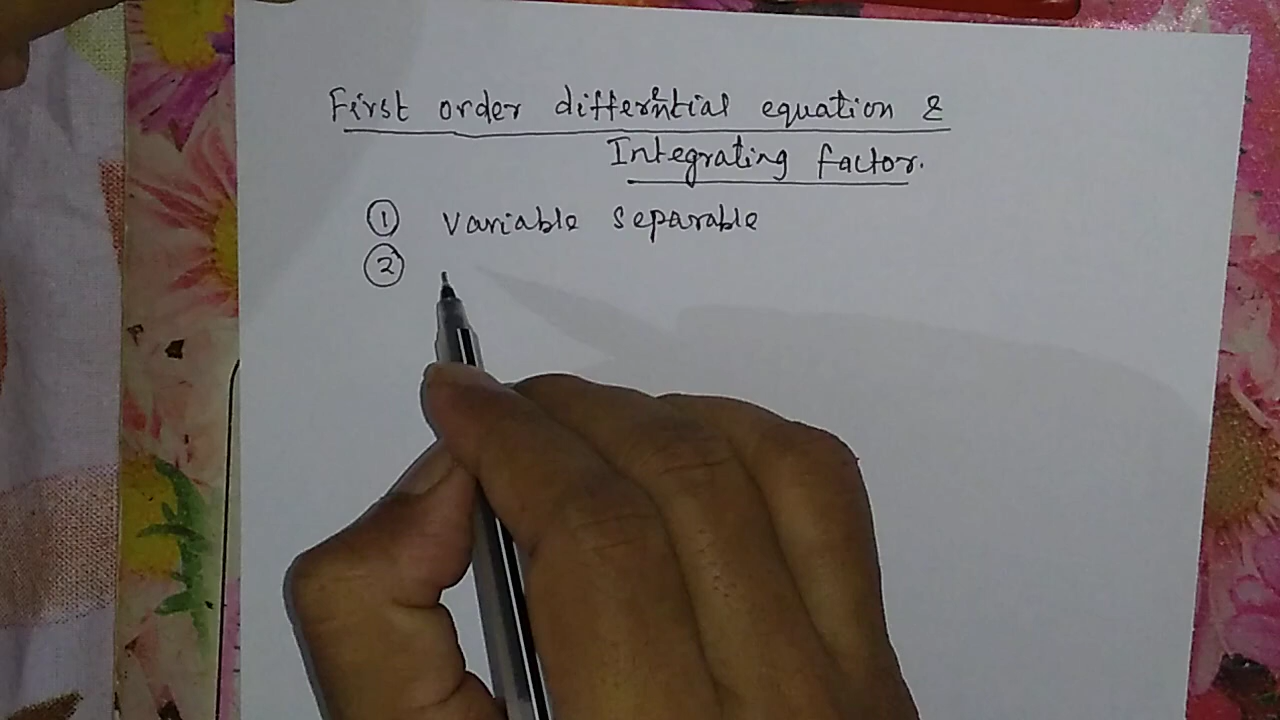 First order differential equation &
Integrating factor.
① Variable separable
②